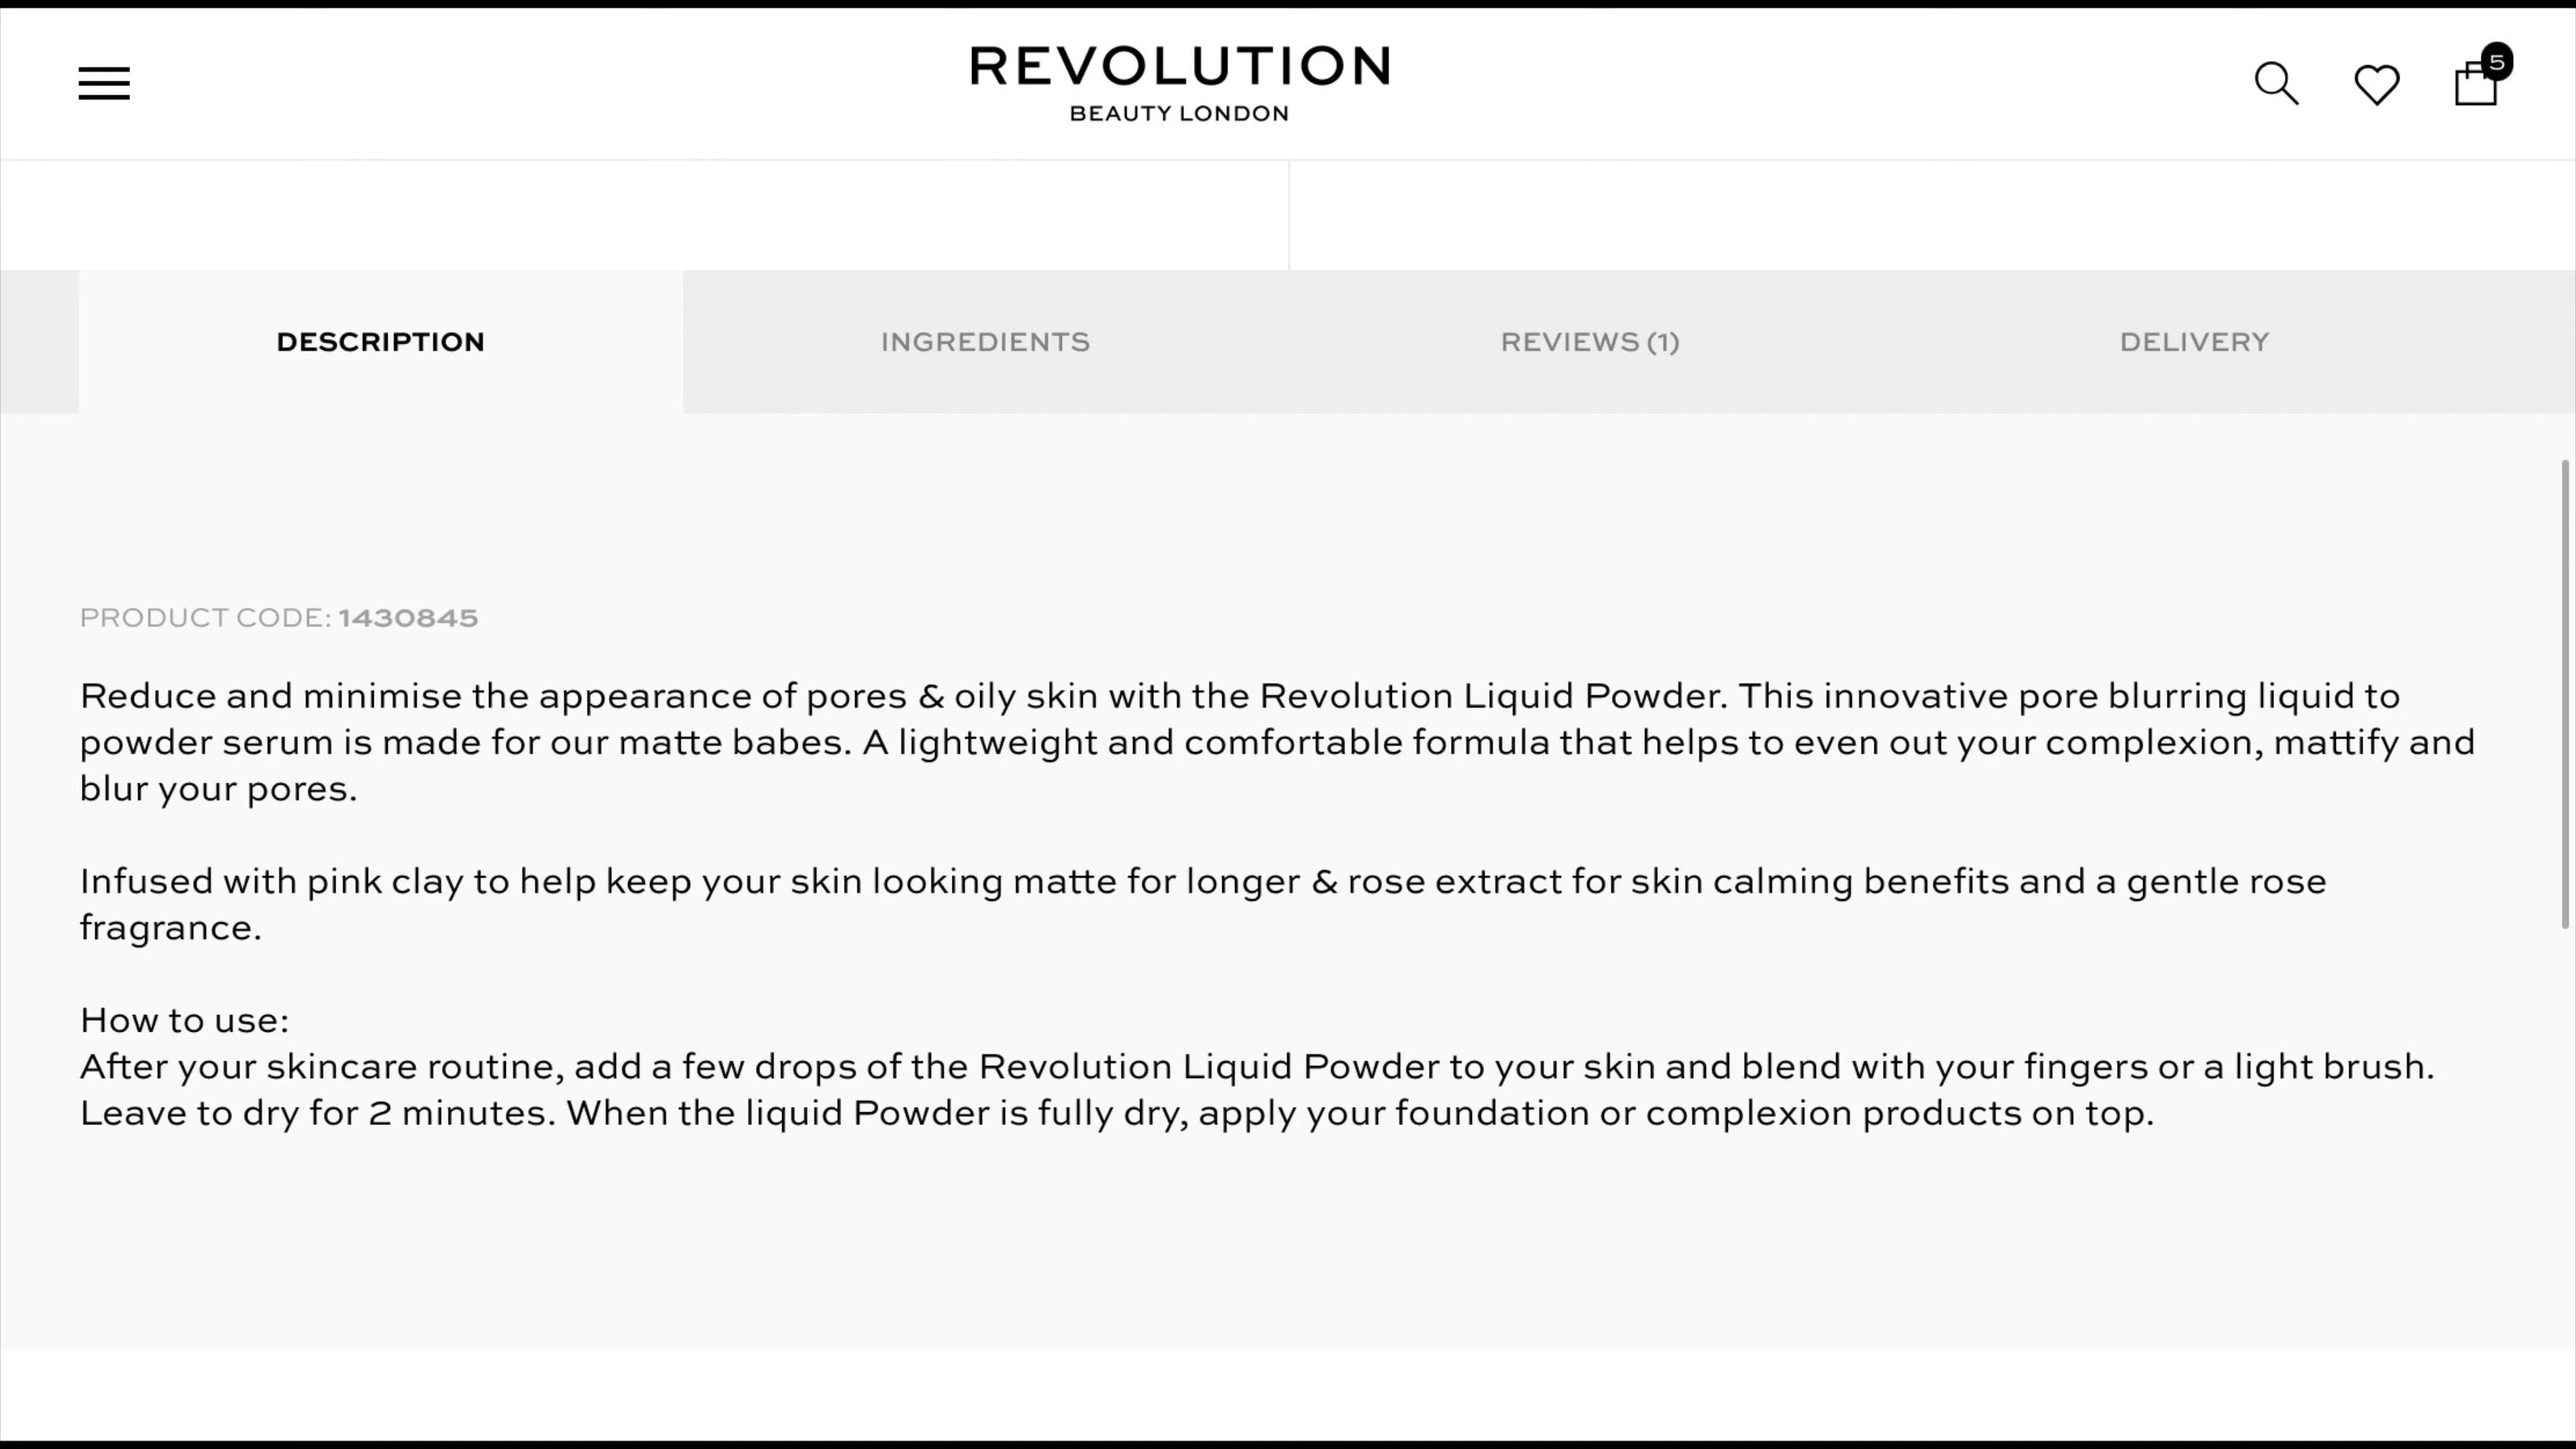 REVOLUTION
BEAUTY LONDON
5
DESCRIPTION
INGREDIENTS
REVIEWS (1)
DELIVERY
PRODUCT CODE: 1430845
Reduce and minimise the appearance of pores & oily skin with the Revolution Liquid Powder. This innovative pore blurring liquid to
powder serum is made for our matte babes. A lightweight and comfortable formula that helps to even out your complexion, mattify and
blur your pores.
Infused with pink clay to help keep your skin looking matte for longer & rose extract for skin calming benefits and a gentle rose
fragrance.
How to use:
After your skincare routine, add a few drops of the Revolution Liquid Powder to your skin and blend with your fingers or a light brush.
Leave to dry for 2 minutes. When the liquid Powder is fully dry, apply your foundation or complexion products on top.